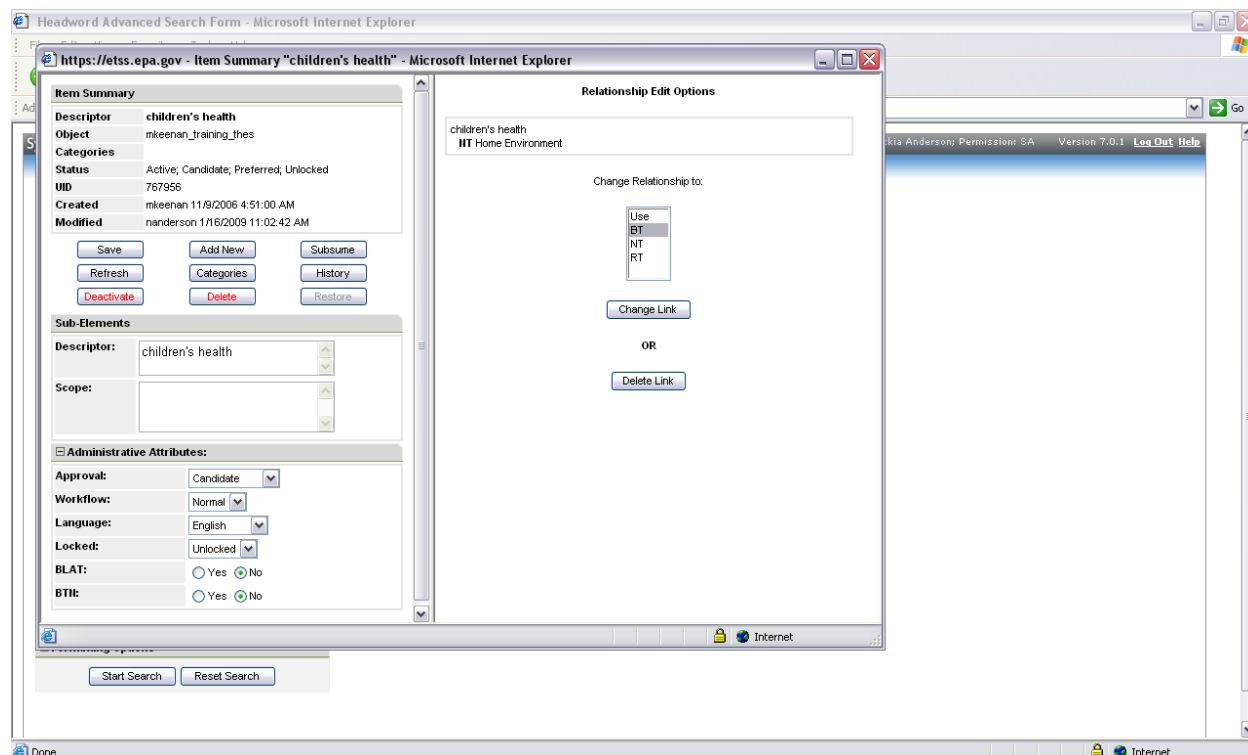 Headword Advanced Search Form - Microsoft Internet Explorer
https://etss.epa.gov - Item Summary "children's health" - Microsoft Internet Explorer
Go
kia Anderson; Permission: SA Version 7.0.1 Log Out Help
Item Summary
Descriptor children's health
Object mkeenan_training_thes
Categories
Status Active; Candidate; Preferred; Unlocked
UID 767956
Created mkeenan 11/9/2006 4:51:00 AM
Modified nanderson 1/16/2009 11:02:42 AM
Save Add New Subsume
Refresh Categories History
Deactivate Delete Restore
Sub-Elements
Descriptor: children's health
Scope:
Administrative Attributes:
Approval: Candidate
Workflow: Normal
Language: English
Locked: Unlocked
BLAT: Yes No
BTN: Yes No
Relationship Edit Options
children's health
NT Home Environment
Change Relationship to:
Use
BT
NT
RT
Change Link
OR
Delete Link
Internet
Start Search Reset Search
Done Internet